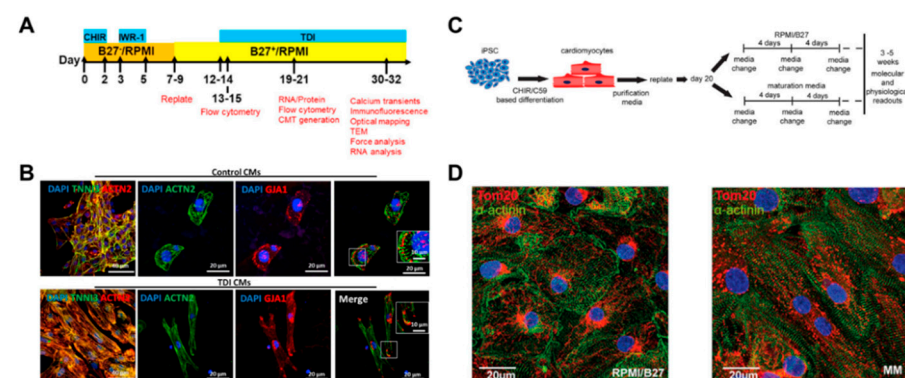 A
CHIR
IWR-1
TDI
B27-/RPMI
B27+/RPMI
Day
0
2
3
5
7-9
12-14
19-21
30-32
13-15
Replate
Flow cytometry
RNA/Protein
Flow cytometry
CMT generation
Calcium transients
Immunofluorescence
Optical mapping
TEM
Force analysis
RNA analysis
B
Control CMs
DAPI TNNI3 ACTN2
DAPI ACTN2
DAPI GJA1
20 µm
20 µm
10 µm
20 µm
TDI CMs
DAPI ACTN2
DAPI GJA1
Merge
20 µm
20 µm
10 µm
20 µm
C
iPSC
cardiomyocytes
CHIR/C59
based differentiation
purification
media
replate
day 20
RPMI/B27
4 days
4 days
media
change
media
change
media
change
maturation media
4 days
4 days
media
change
media
change
media
change
3 -5
weeks
molecular
and
physiological
readouts
D
Tom20
α-actinin
20µm
RPMI/B27
Tom20
α-actinin
20µm
MM